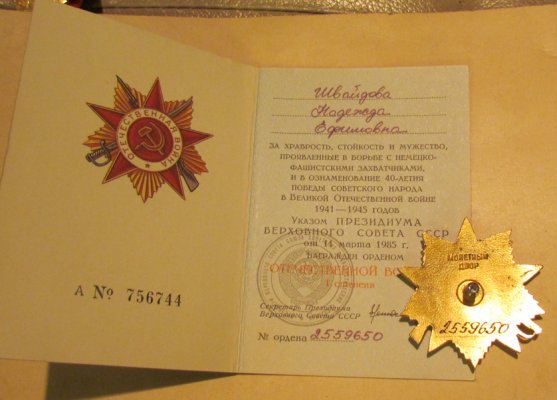 ОТЕЧЕСТВЕННАЯ ВОЙНА
А № 756744
Швайдова
Надежда
Ефимовна
ЗА ХРАБРОСТЬ, СТОЙКОСТЬ И МУЖЕСТВО,
ПРОЯВЛЕННЫЕ В БОРЬБЕ С НЕМЕЦКО-
ФАШИСТСКИМИ ЗАХВАТЧИКАМИ,
И В ОЗНАМЕНОВАНИЕ 40-ЛЕТИЯ
ПОБЕДЫ СОВЕТСКОГО НАРОДА
В ВЕЛИКОЙ ОТЕЧЕСТВЕННОЙ ВОЙНЕ
1941—1945 ГОДОВ
УКАЗОМ ПРЕЗИДИУМА
ВЕРХОВНОГО СОВЕТА СССР
от 11 марта 1985 г.
НАГРАЖДЕН ОРДЕНОМ
ОТЕЧЕСТВЕННОЙ
степени
Секретарь Президиума
Верховного Совета СССР
№ ордена 2559650
МОНЕТНЫЙ
ДВОР
2559650